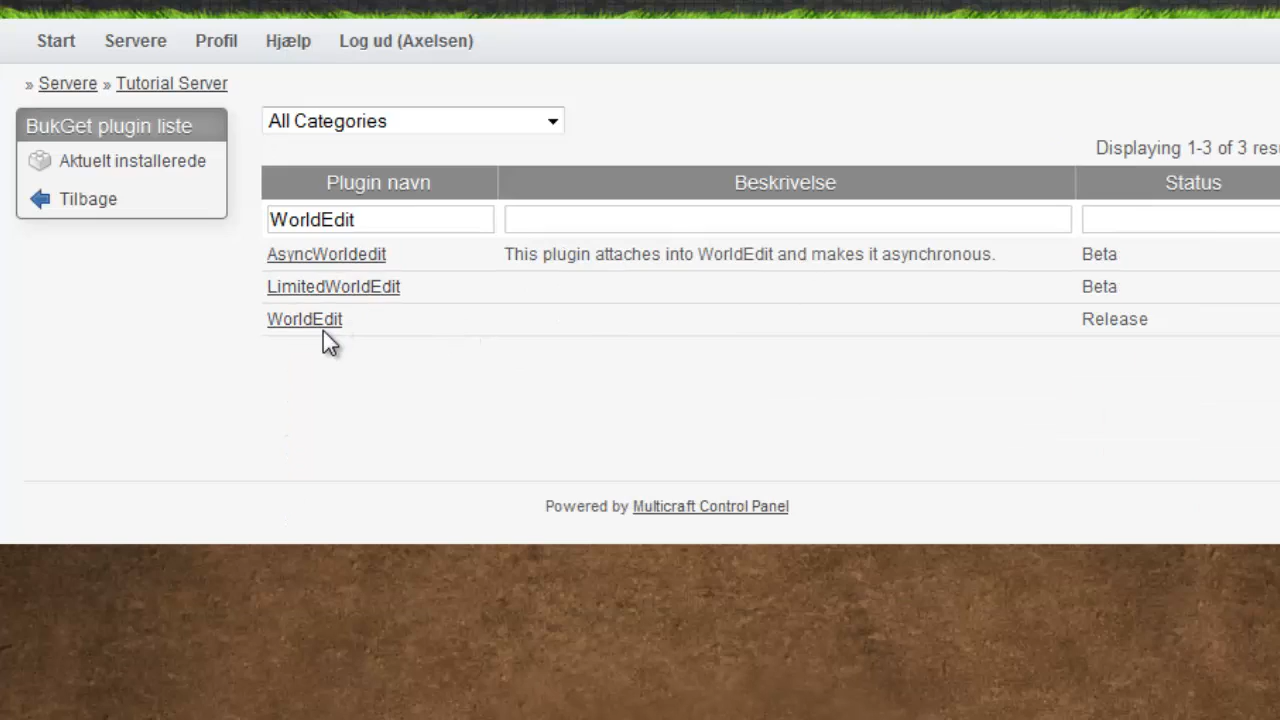 Start Servere Profil Hjælp Log ud (Axelsen)
» Servere » Tutorial Server
BukGet plugin liste
Aktuelt installerede
Tilbage
All Categories
Displaying 1-3 of 3
Plugin navn Beskrivelse Status
WorldEdit
AsyncWorldedit This plugin attaches into WorldEdit and makes it asynchronous. Beta
LimitedWorldEdit Beta
WorldEdit Release
Powered by Multicraft Control Panel